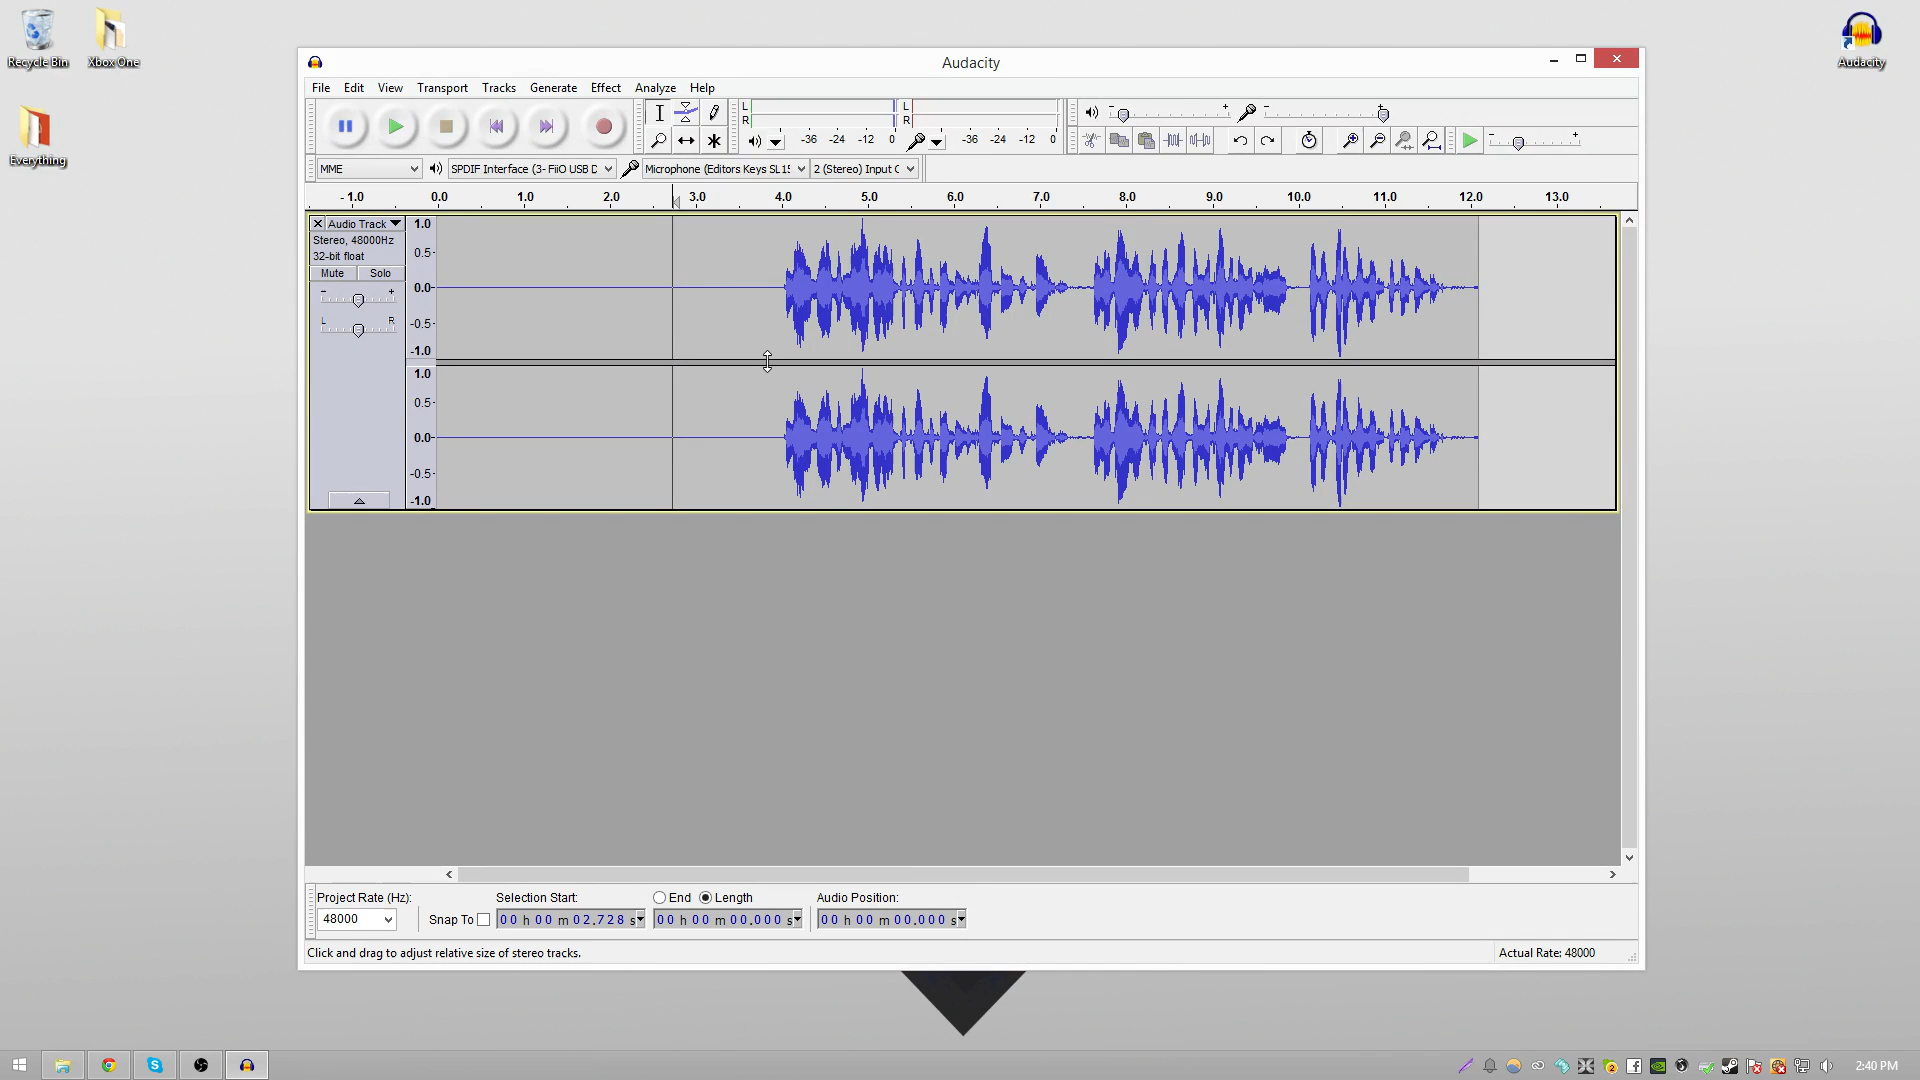 Recycle Bin
Xbox One
Everything
Audacity
Audacity
File Edit View Transport Tracks Generate Effect Analyze Help
L
R
-36 -24 -12 0
L
R
-36 -24 -12 0
MME
SPDIF Interface (3- FiiO USB D
Microphone (Editors Keys SL15
2 (Stereo) Input C
- 1.0 0.0 1.0 2.0 3.0 4.0 5.0 6.0 7.0 8.0 9.0 10.0 11.0 12.0 13.0
Audio Track
Stereo, 48000Hz
32-bit float
Mute Solo
- +
L R
1.0
0.5-
0.0-
-0.5-
-1.0
1.0
0.5-
0.0-
-0.5-
-1.0
Project Rate (Hz):
48000
Snap To
Selection Start:
00 h 00 m 02.728 s
End Length
00 h 00 m 00.000 s
Audio Position:
00 h 00 m 00.000 s
Click and drag to adjust relative size of stereo tracks.
Actual Rate: 48000
2:40 PM